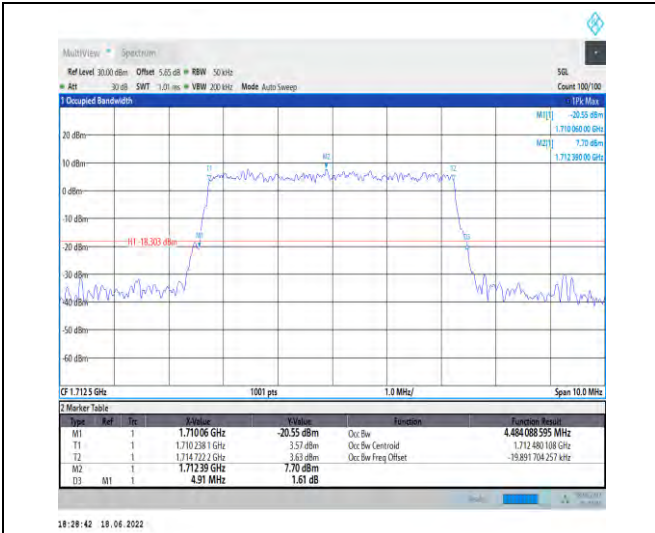 MultiView Spectrum
Ref Level 30.00 dBm Offset 5.65 dB RBW 50 kHz SGL
Att 30 dB SWT 1.01 ms VBW 200 kHz Mode Auto Sweep Count 100/100
1 Occupied Bandwidth 1Pk Max
M1[1] -20.55 dBm
1.710 060 00 GHz
M2[1] 7.70 dBm
1.712 390 00 GHz
20 dBm
10 dBm
T1 M2 T2
0 dBm
-10 dBm
H1 -18.303 dBm
D3
-20 dBm
-30 dBm
-40 dBm
-50 dBm
-60 dBm
CF 1.712 5 GHz 1001 pts 1.0 MHz/ Span 10.0 MHz
2 Marker Table
Type Ref Trc X-Value Y-Value Function Function Result
M1 1 1.710 06 GHz -20.55 dBm Occ Bw 4.484 088 595 MHz
T1 1 1.710 238 1 GHz 3.57 dBm Occ Bw Centroid 1.712 480 108 GHz
T2 1 1.714 722 2 GHz 3.63 dBm Occ Bw Freq Offset -19.891 704 257 kHz
M2 1 1.712 39 GHz 7.70 dBm
D3 M1 1 4.91 MHz 1.61 dB
18:28:42 18.06.2022